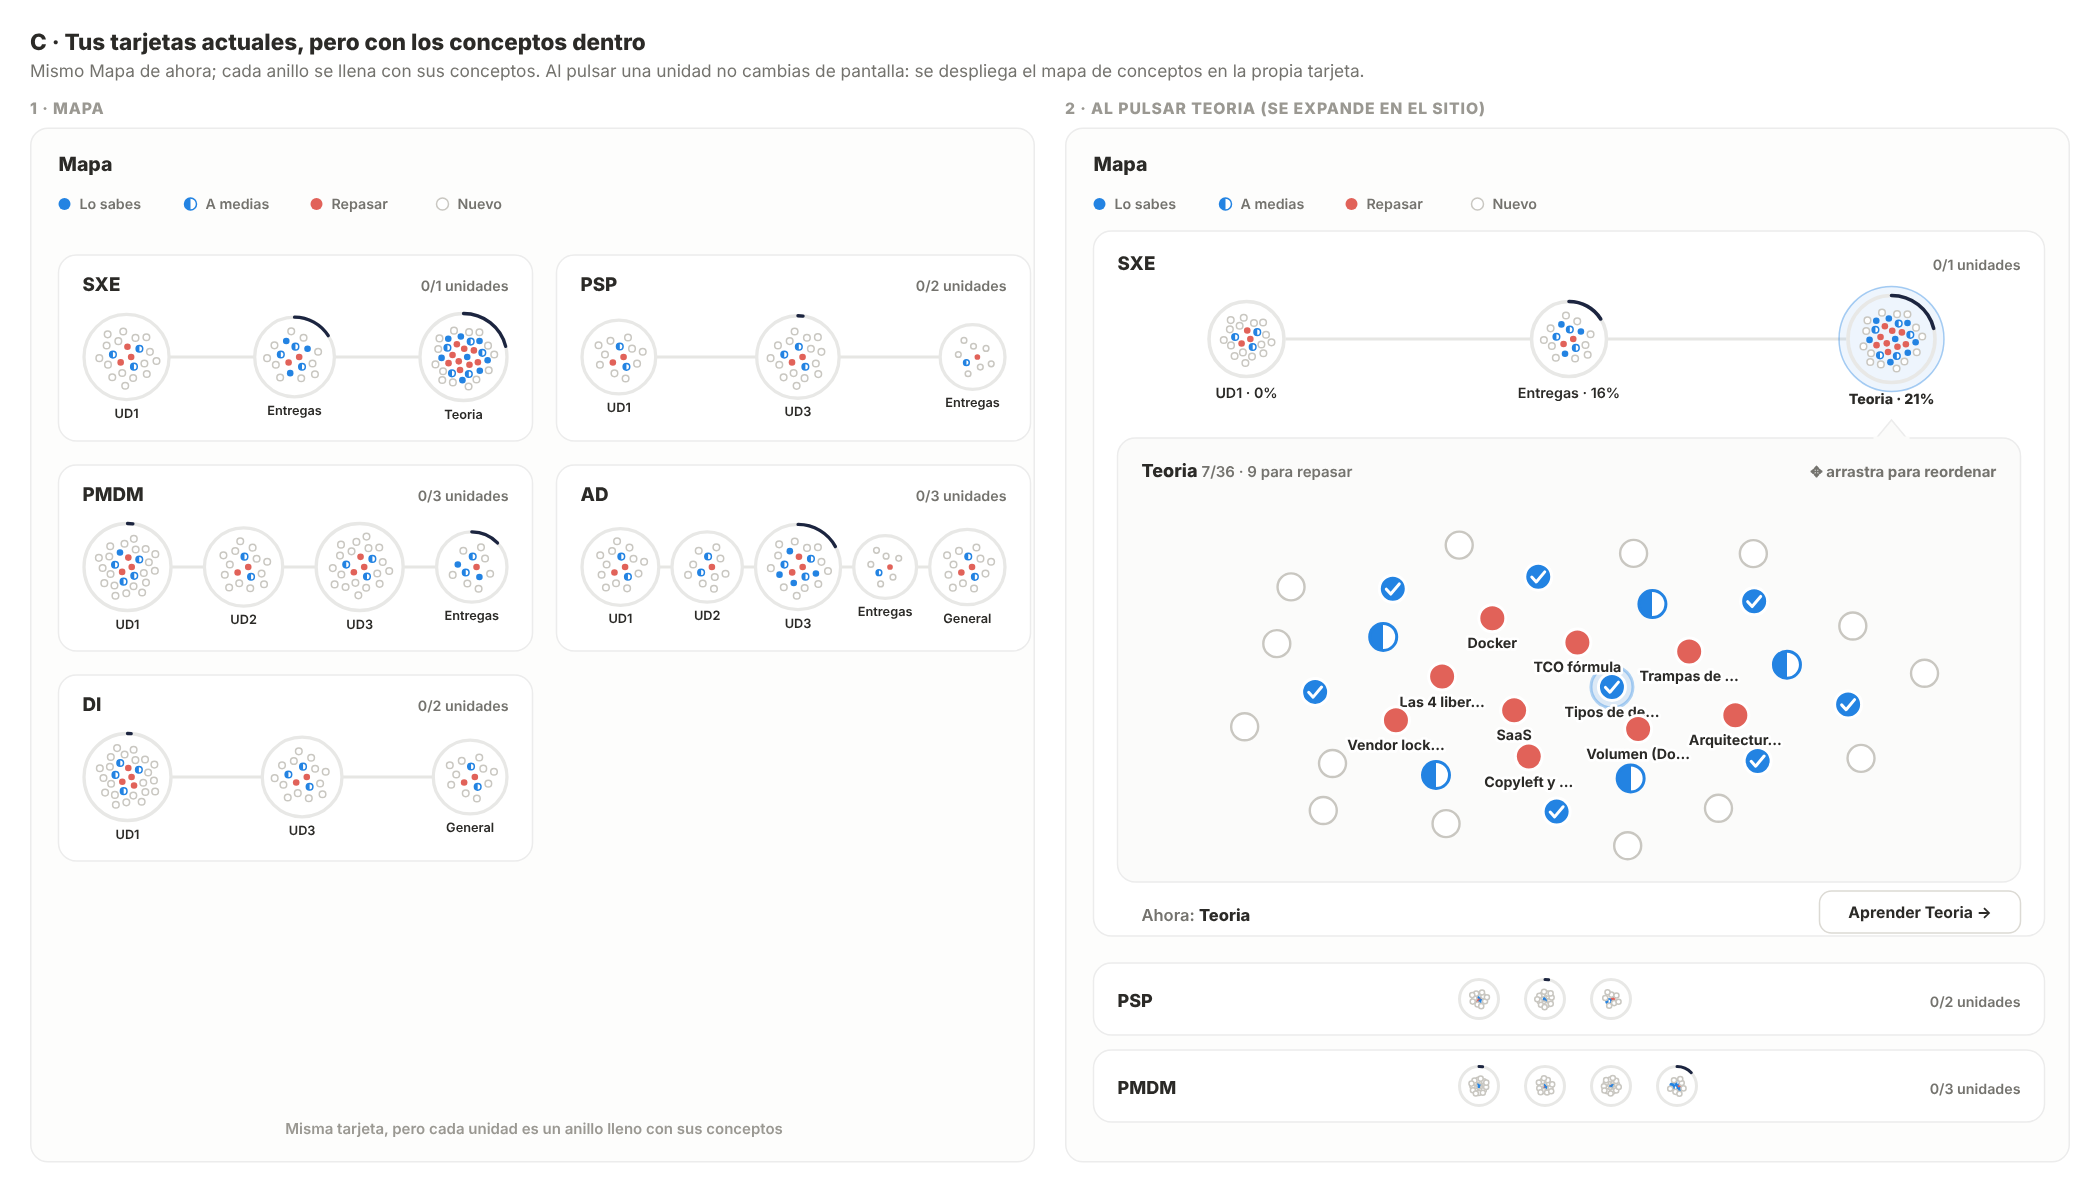 C · Tus tarjetas actuales, pero con los conceptos dentro
Mismo Mapa de ahora; cada anillo se llena con sus conceptos. Al pulsar una unidad no cambias de pantalla: se despliega el mapa de conceptos en la propia tarjeta.
1 · MAPA
Mapa
Lo sabes
A medias
Repasar
Nuevo
SXE
0/1 unidades
UD1
Entregas
Teoria
PSP
0/2 unidades
UD1
UD3
Entregas
PMDM
0/3 unidades
UD1
UD2
UD3
Entregas
AD
0/3 unidades
UD1
UD2
UD3
Entregas
General
DI
0/2 unidades
UD1
UD3
General
Misma tarjeta, pero cada unidad es un anillo lleno con sus conceptos
2 · AL PULSAR TEORIA (SE EXPANDE EN EL SITIO)
Mapa
Lo sabes
A medias
Repasar
Nuevo
SXE
0/1 unidades
UD1 · 0%
Entregas · 16%
Teoria · 21%
Teoria 7/36 · 9 para repasar
✥ arrastra para reordenar
Docker
TCO fórmula
Trampas de ...
Las 4 liber...
Tipos de de...
SaaS
Vendor lock...
Arquitectur...
Volumen (Do...
Copyleft y ...
Ahora: Teoria
Aprender Teoria →
PSP
0/2 unidades
PMDM
0/3 unidades